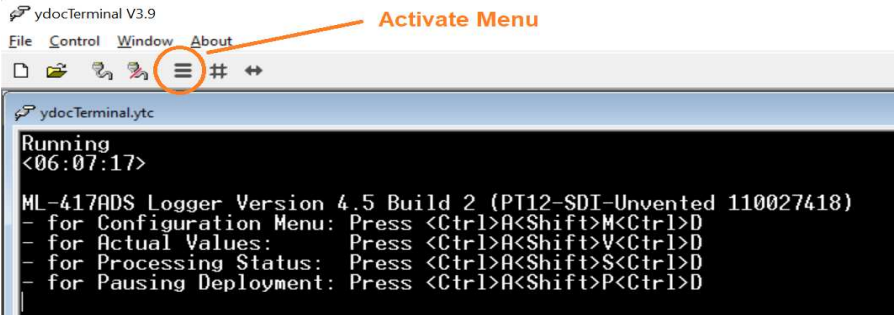 ydocTerminal V3.9
Activate Menu
File Control Window About
ydocTerminal.ytc
Running
<06:07:17>
ML-417ADS Logger Version 4.5 Build 2 (PT12-SDI-Unvented 110027418)
- for Configuration Menu: Press <Ctrl>A<Shift>M<Ctrl>D
- for Actual Values: Press <Ctrl>A<Shift>V<Ctrl>D
- for Processing Status: Press <Ctrl>A<Shift>S<Ctrl>D
- for Pausing Deployment: Press <Ctrl>A<Shift>P<Ctrl>D